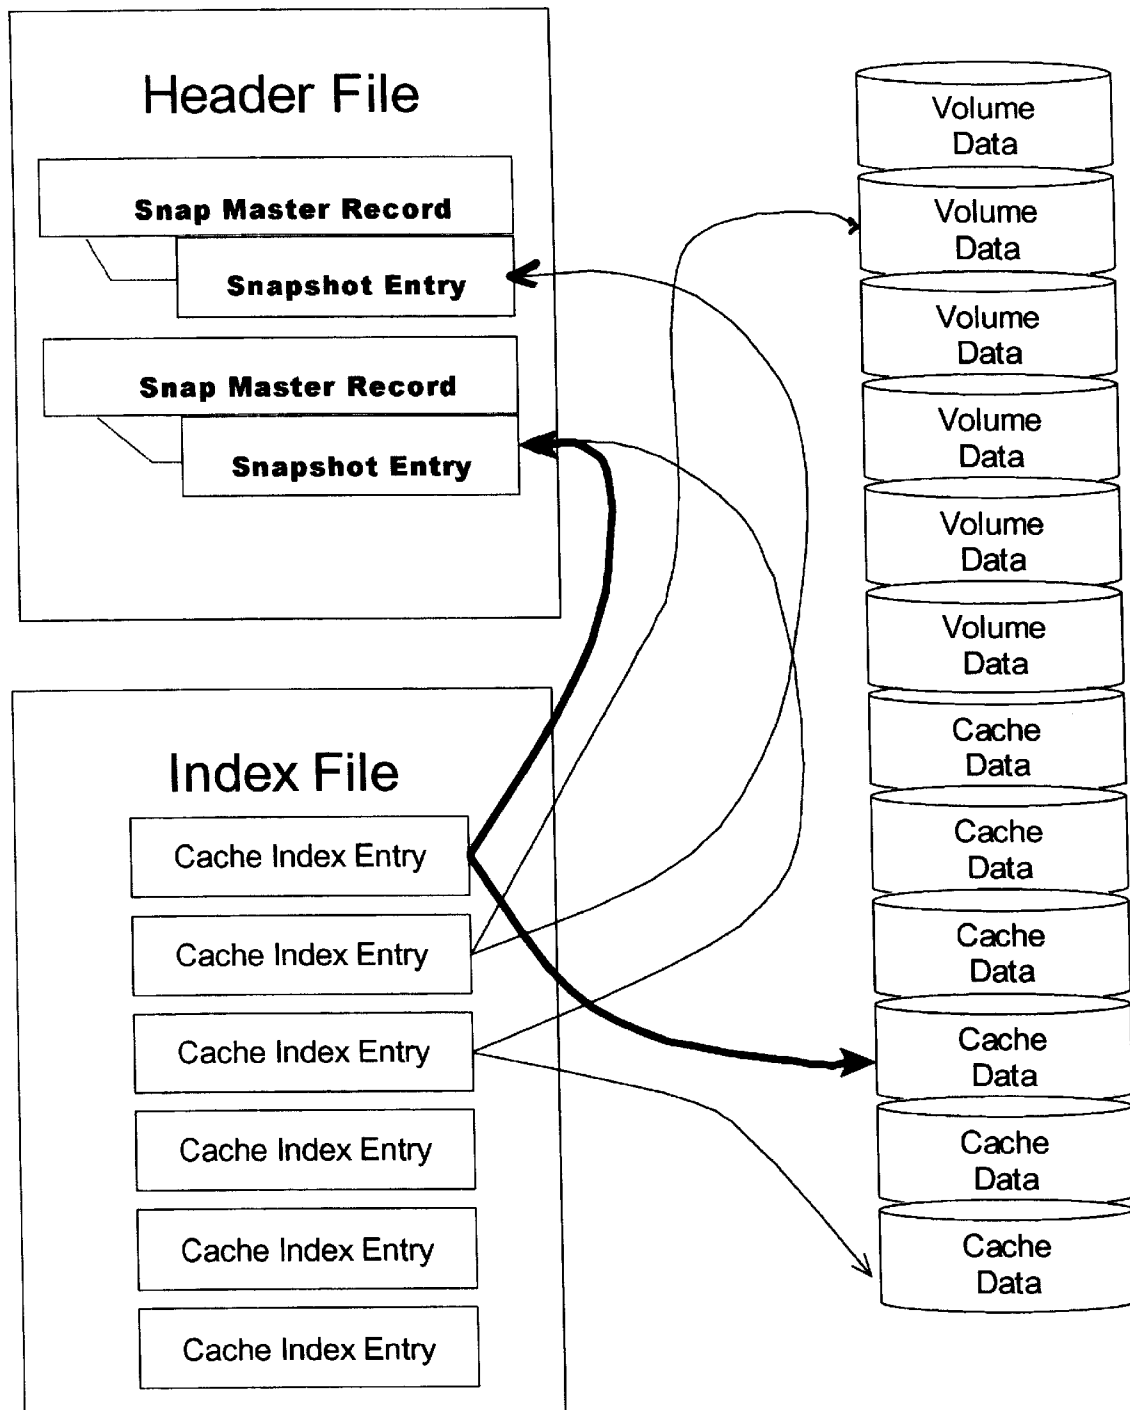 Header File
Snap Master Record
Snapshot Entry
Snap Master Record
Snapshot Entry
Index File
Cache Index Entry
Cache Index Entry
Cache Index Entry
Cache Index Entry
Cache Index Entry
Cache Index Entry
Volume
Data
Volume
Data
Volume
Data
Volume
Data
Volume
Data
Volume
Data
Cache
Data
Cache
Data
Cache
Data
Cache
Data
Cache
Data
Cache
Data